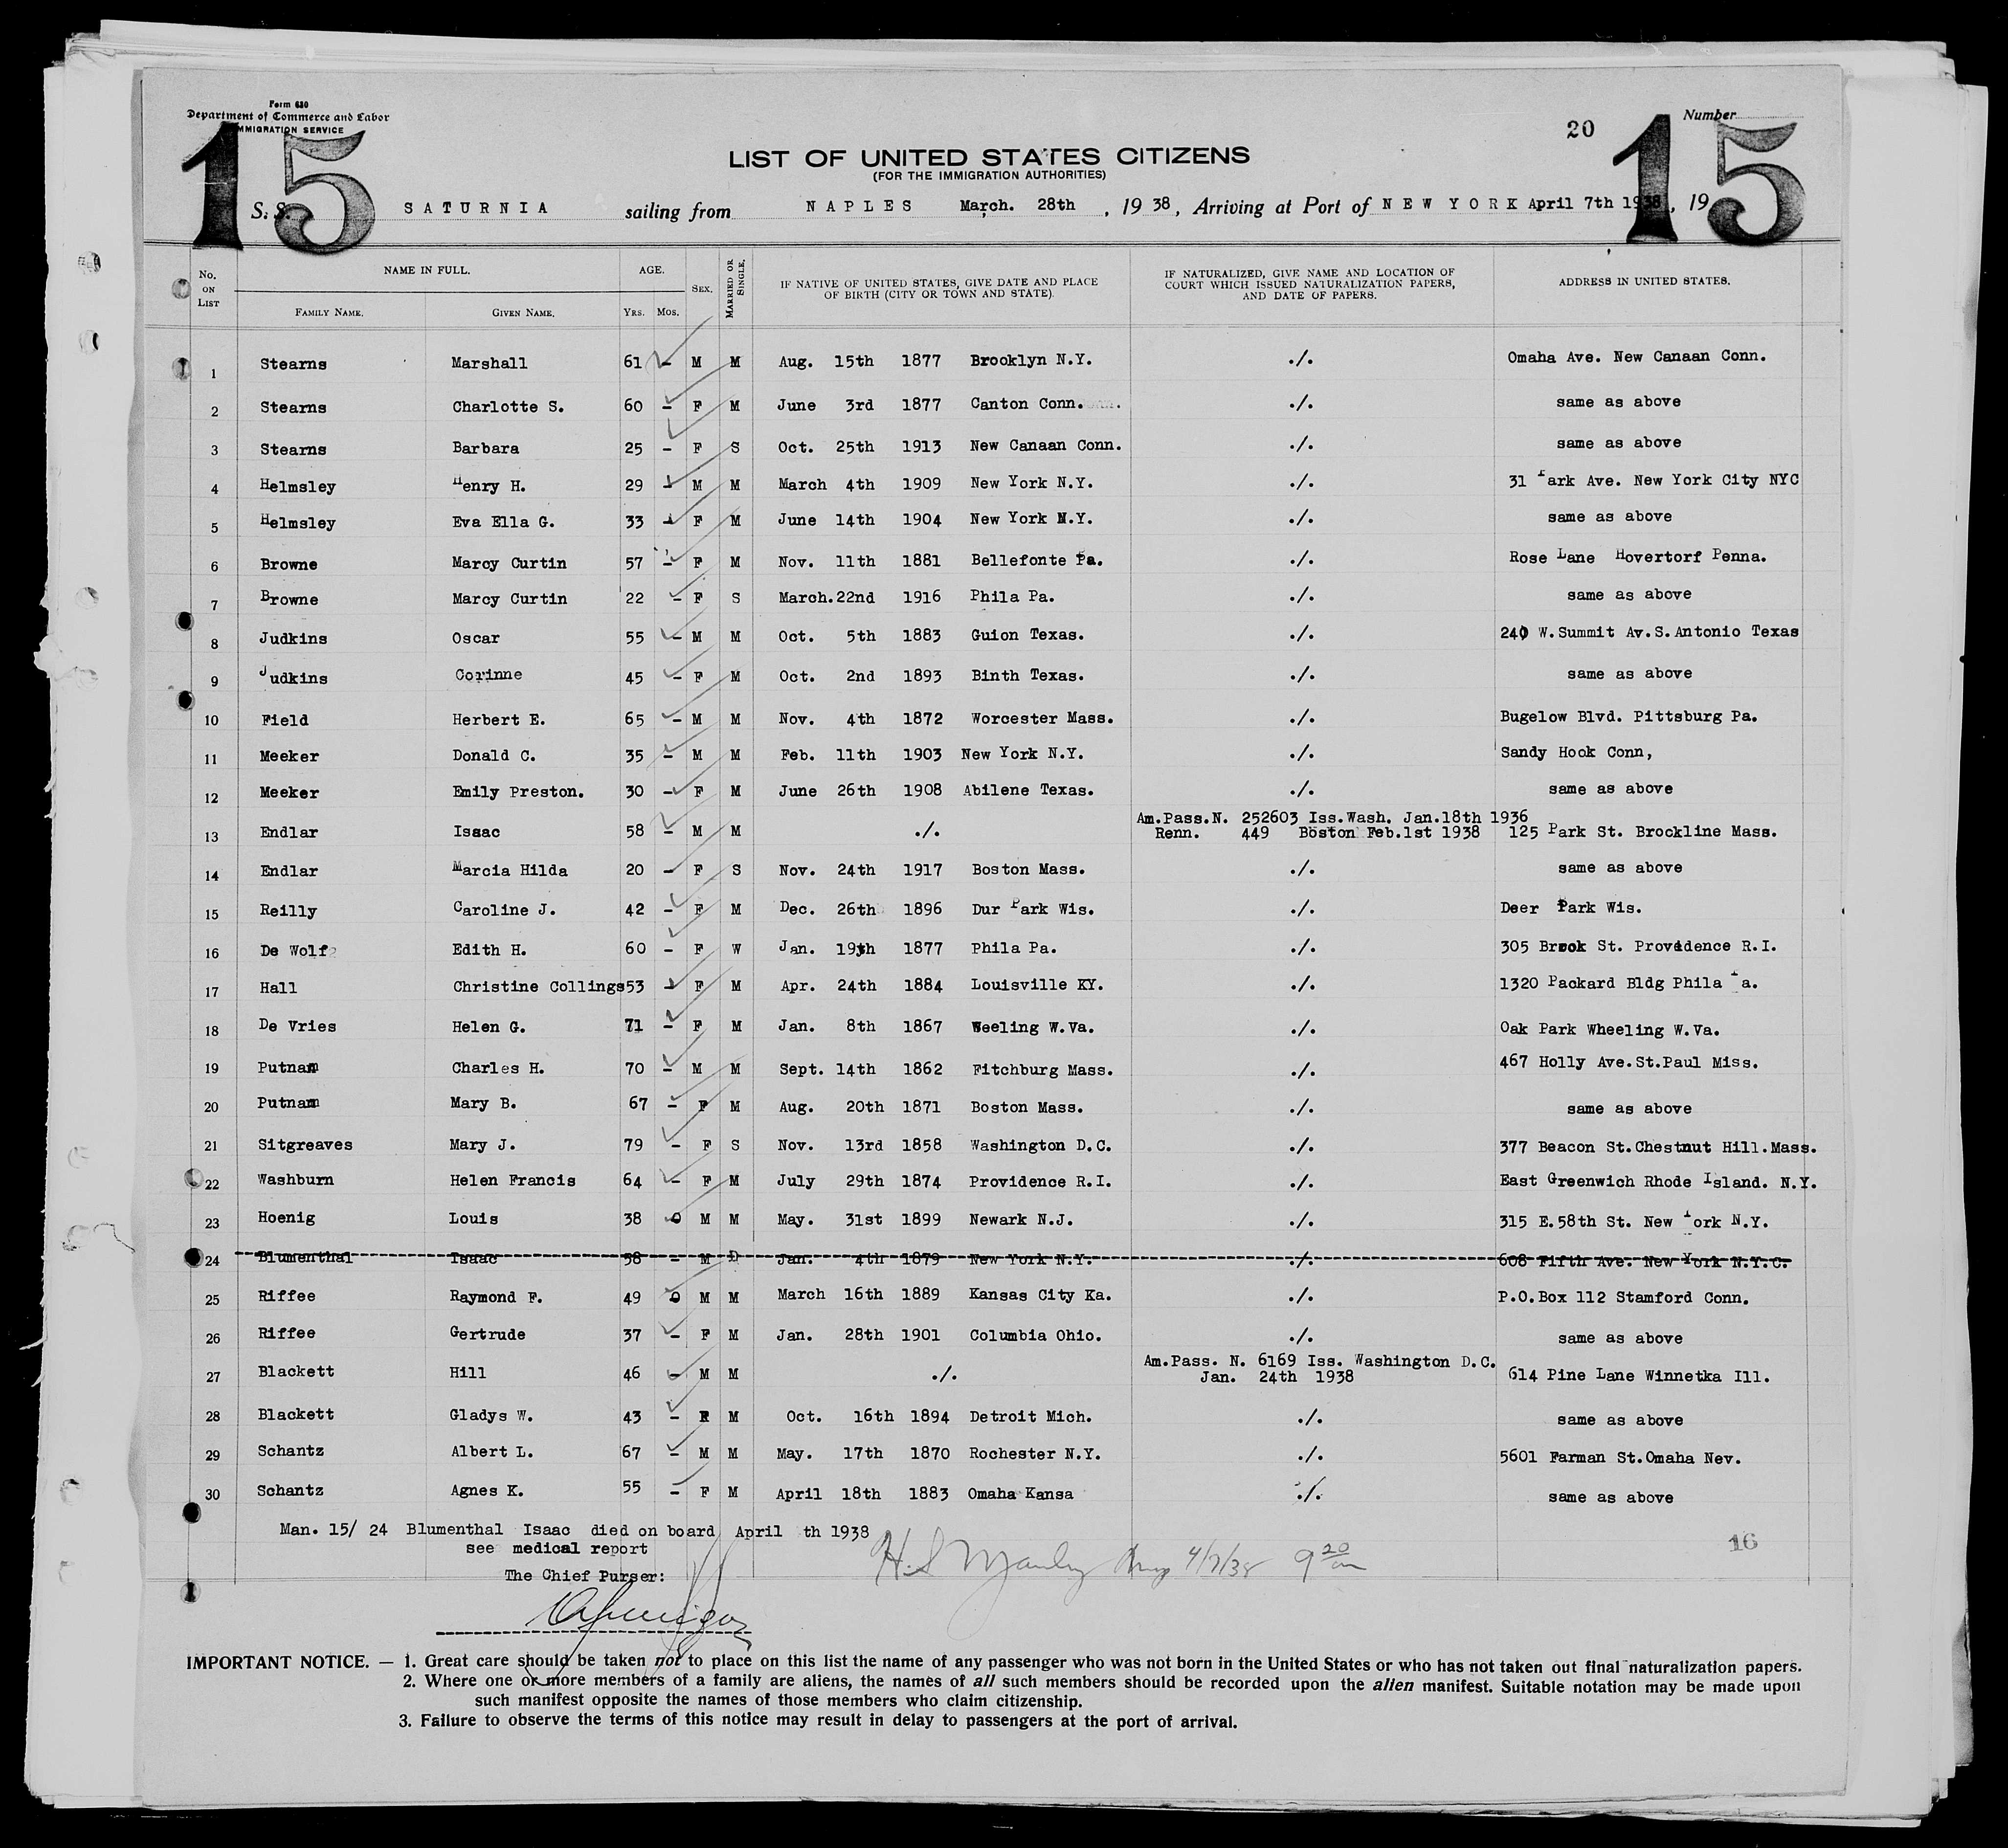 Form 630
Department of Commerce and Labor
IMMIGRATION SERVICE
15
20
Number
15
LIST OF UNITED STATES CITIZENS
(FOR THE IMMIGRATION AUTHORITIES)
S. S. SATURNIA sailing from NAPLES March. 28th, 19 38, Arriving at Port of NEW YORK April 7th 1938, 19
No. ON LIST NAME IN FULL. AGE. SEX. MARRIED OR SINGLE. IF NATIVE OF UNITED STATES, GIVE DATE AND PLACE OF BIRTH (CITY OR TOWN AND STATE). IF NATURALIZED, GIVE NAME AND LOCATION OF COURT WHICH ISSUED NATURALIZATION PAPERS, AND DATE OF PAPERS. ADDRESS IN UNITED STATES.
FAMILY NAME. GIVEN NAME. YRS. MOS.
1 Stearns Marshall 61 - M M Aug. 15th 1877 Brooklyn N.Y. ./. Omaha Ave. New Canaan Conn.
2 Stearns Charlotte S. 60 - F M June 3rd 1877 Canton Conn. ./. same as above
3 Stearns Barbara 25 - F S Oct. 25th 1913 New Canaan Conn. ./. same as above
4 Helmsley Henry H. 29 - M M March 4th 1909 New York N.Y. ./. 31 Park Ave. New York City NYC
5 Helmsley Eva Ella G. 33 - F M June 14th 1904 New York N.Y. ./. same as above
6 Browne Marcy Curtin 57 - F M Nov. 11th 1881 Bellefonte Pa. ./. Rose Lane Hovertorf Penna.
7 Browne Marcy Curtin 22 - F S March.22nd 1916 Phila Pa. ./. same as above
8 Judkins Oscar 55 - M M Oct. 5th 1883 Guion Texas. ./. 240 W.Summit Av.S.Antonio Texas
9 Judkins Corinne 45 - F M Oct. 2nd 1893 Binth Texas. ./. same as above
10 Field Herbert E. 65 - M M Nov. 4th 1872 Worcester Mass. ./. Bugelow Blvd. Pittsburg Pa.
11 Meeker Donald C. 35 - M M Feb. 11th 1903 New York N.Y. ./. Sandy Hook Conn,
12 Meeker Emily Preston. 30 - F M June 26th 1908 Abilene Texas. ./. same as above
13 Endlar Isaac 58 - M M ./. Am.Pass.N. 252603 Iss.Wash. Jan.18th 1936
Renn. 449 Boston Feb.1st 1938 125 Park St. Brockline Mass.
14 Endlar Marcia Hilda 20 - F S Nov. 24th 1917 Boston Mass. ./. same as above
15 Reilly Caroline J. 42 - F M Dec. 26th 1896 Dur Park Wis. ./. Deer Park Wis.
16 De Wolf Edith H. 60 - F W Jan. 19th 1877 Phila Pa. ./. 305 Brook St. Providence R.I.
17 Hall Christine Collings 53 - F M Apr. 24th 1884 Louisville KY. ./. 1320 Packard Bldg Phila Pa.
18 De Vries Helen G. 71 - F M Jan. 8th 1867 Weeling W.Va. ./. Oak Park Wheeling W.Va.
19 Putnam Charles H. 70 - M M Sept. 14th 1862 Fitchburg Mass. ./. 467 Holly Ave.St.Paul Miss.
20 Putnam Mary B. 67 - F M Aug. 20th 1871 Boston Mass. ./. same as above
21 Sitgreaves Mary J. 79 - F S Nov. 13rd 1858 Washington D.C. ./. 377 Beacon St.Chestnut Hill.Mass.
22 Washburn Helen Francis 64 - F M July 29th 1874 Providence R.I. ./. East Greenwich Rhode Island. N.Y.
23 Hoenig Louis 38 0 M M May. 31st 1899 Newark N.J. ./. 315 E.58th St. New York N.Y.
24 Blumenthal Isaac 58 - M D Jan. 4th 1879 New York N.Y. ./. 608 Fifth Ave. New York N.Y.C.
25 Riffee Raymond F. 49 0 M M March 16th 1889 Kansas City Ka. ./. P.O.Box 112 Stamford Conn.
26 Riffee Gertrude 37 - F M Jan. 28th 1901 Columbia Ohio. ./. same as above
27 Blackett Hill 46 - M M ./. Am.Pass. N. 6169 Iss. Washington D.C.
Jan. 24th 1938 614 Pine Lane Winnetka Ill.
28 Blackett Gladys W. 43 - F M Oct. 16th 1894 Detroit Mich. ./. same as above
29 Schantz Albert L. 67 - M M May. 17th 1870 Rochester N.Y. ./. 5601 Farman St.Omaha Nev.
30 Schantz Agnes K. 55 - F M April 18th 1883 Omaha Kansa ./. same as above
Man. 15/ 24 Blumenthal Isaac died on board April th 1938
see medical report
16
The Chief Purser:
H. S 4/7/38 9 20 am
IMPORTANT NOTICE. — 1. Great care should be taken not to place on this list the name of any passenger who was not born in the United States or who has not taken out final naturalization papers.
2. Where one or more members of a family are aliens, the names of all such members should be recorded upon the alien manifest. Suitable notation may be made upon
such manifest opposite the names of those members who claim citizenship.
3. Failure to observe the terms of this notice may result in delay to passengers at the port of arrival.